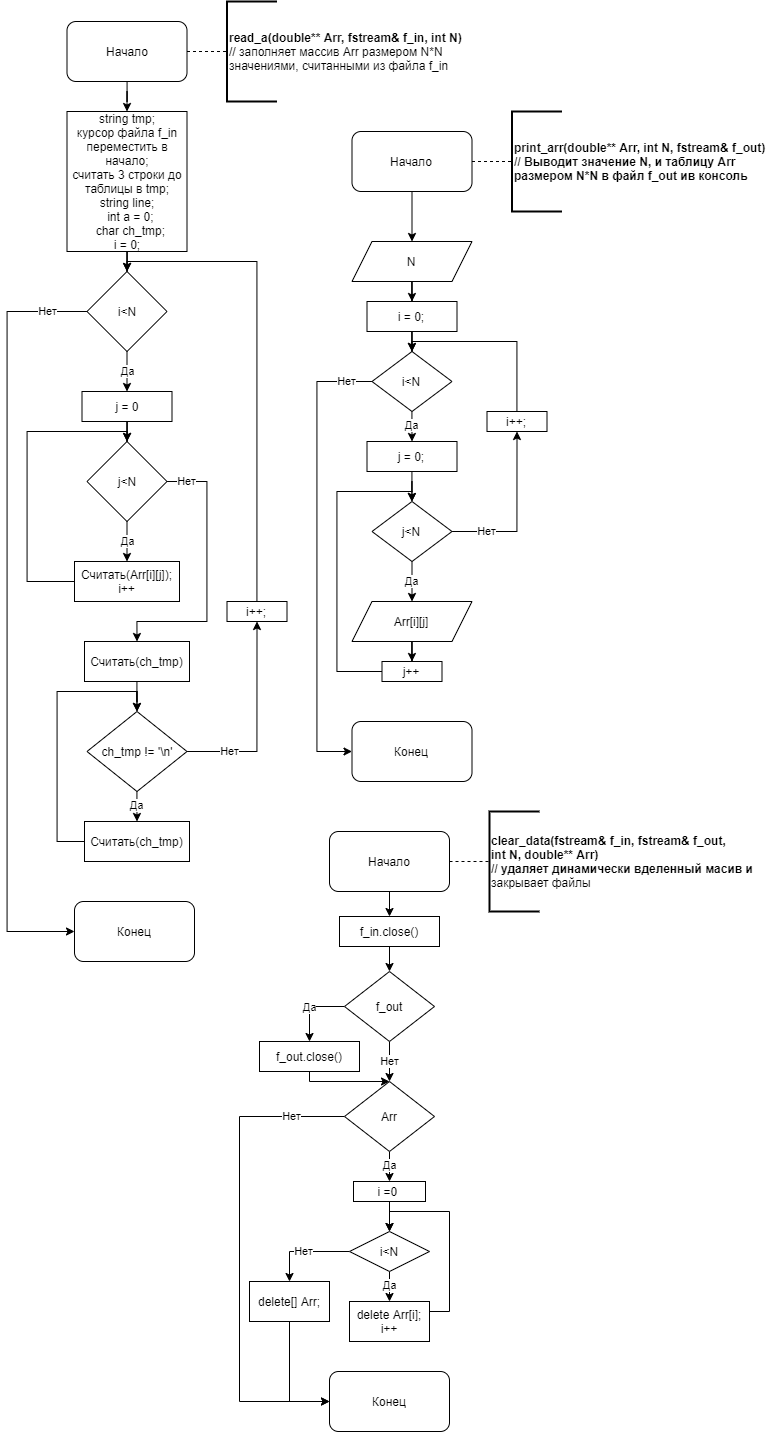 Начало
read_a(double** Arr, fstream& f_in, int N)
// заполняет массив Arr размером N*N
значениями, считанными из файла f_in
string tmp;
курсор файла f_in
переместить в
начало;
считать 3 строки до
таблицы в tmp;
string line;
int a = 0;
char ch_tmp;
i = 0;
i<N
Нет
Да
j = 0
j<N
Нет
Да
Считать(Arr[i][j]);
i++
i++;
Считать(ch_tmp)
ch_tmp != '\n'
Нет
Да
Считать(ch_tmp)
Конец
Начало
print_arr(double** Arr, int N, fstream& f_out)
// Выводит значение N, и таблицу Arr
размером N*N в файл f_out ив консоль
N
i = 0;
i<N
Нет
Да
i++;
j = 0;
j<N
Нет
Да
Arr[i][j]
j++
Конец
Начало
clear_data(fstream& f_in, fstream& f_out,
int N, double** Arr)
// удаляет динамически вделенный масив и
закрывает файлы
f_in.close()
f_out
Да
f_out.close()
Нет
Arr
Нет
Да
i =0
i<N
Нет
Да
delete[] Arr;
delete Arr[i];
i++
Конец